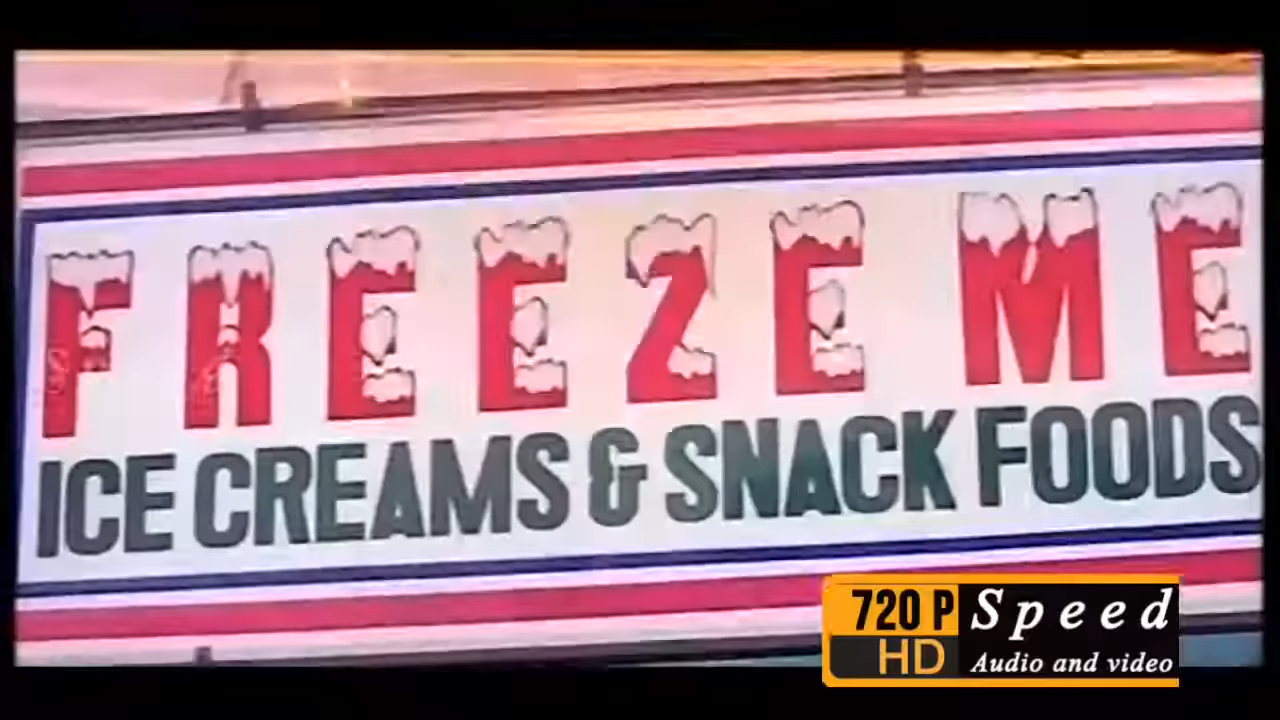 FREEZE ME
ICE CREAMS & SNACK FOODS
720 P
HD
Speed
Audio and video